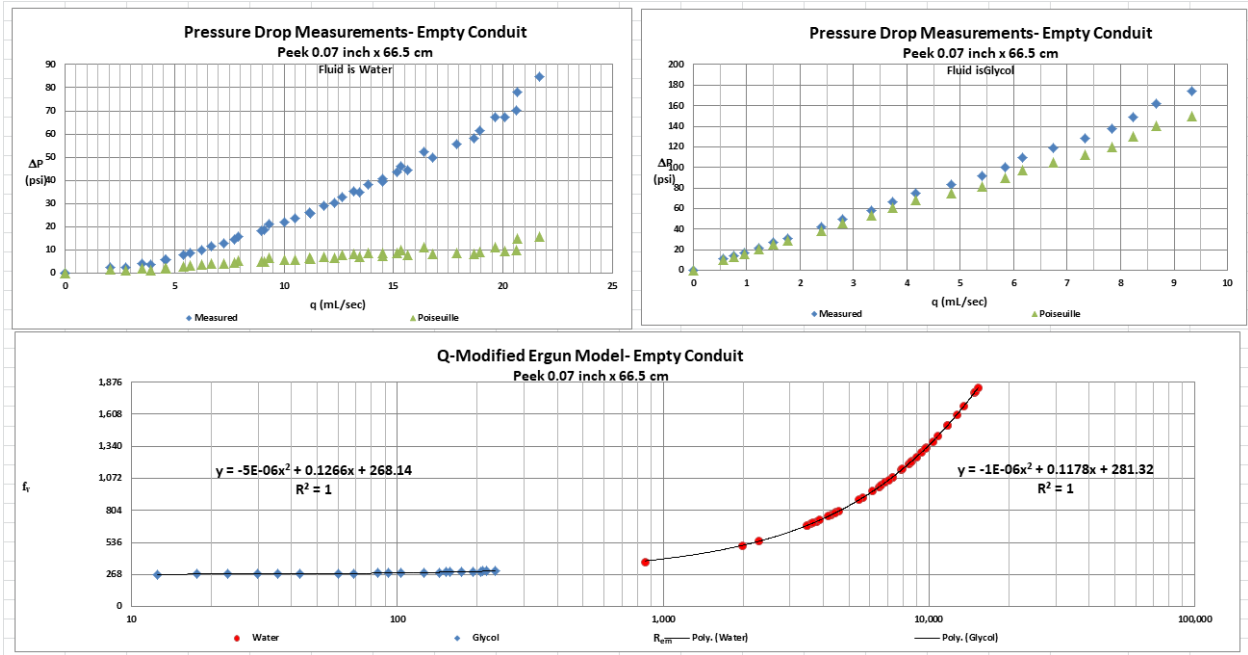 Pressure Drop Measurements- Empty Conduit
Peek 0.07 inch x 66.5 cm
Fluid is Water
90
80
70
60
50
40
30
20
10
0
ΔP
(psi)
0
5
10
15
20
25
q (mL/sec)
Measured
Poiseuille
Pressure Drop Measurements- Empty Conduit
Peek 0.07 inch x 66.5 cm
Fluid isGlycol
200
180
160
140
120
100
80
60
40
20
0
ΔP
(psi)
0
1
2
3
4
5
6
7
8
9
10
q (mL/sec)
Measured
Poiseuille
Q-Modified Ergun Model- Empty Conduit
Peek 0.07 inch x 66.5 cm
1,876
1,608
1,340
1,072
804
536
268
0
fv
y = -5E-06x² + 0.1266x + 268.14
R² = 1
y = -1E-06x² + 0.1178x + 281.32
R² = 1
10
100
1,000
10,000
100,000
Water
Glycol
Rem
Poly. (Water)
Poly. (Glycol)